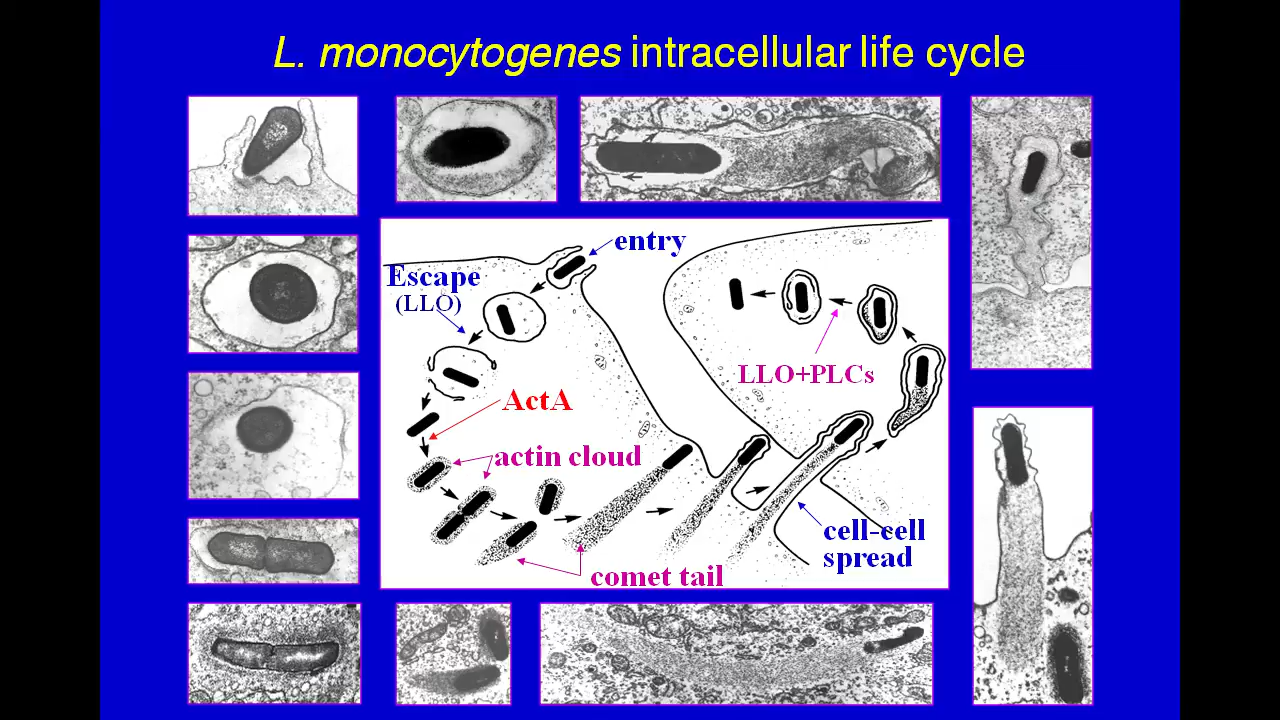 L. monocytogenes intracellular life cycle
entry
Escape
(LLO)
LLO+PLCs
ActA
actin cloud
cell-cell
spread
comet tail